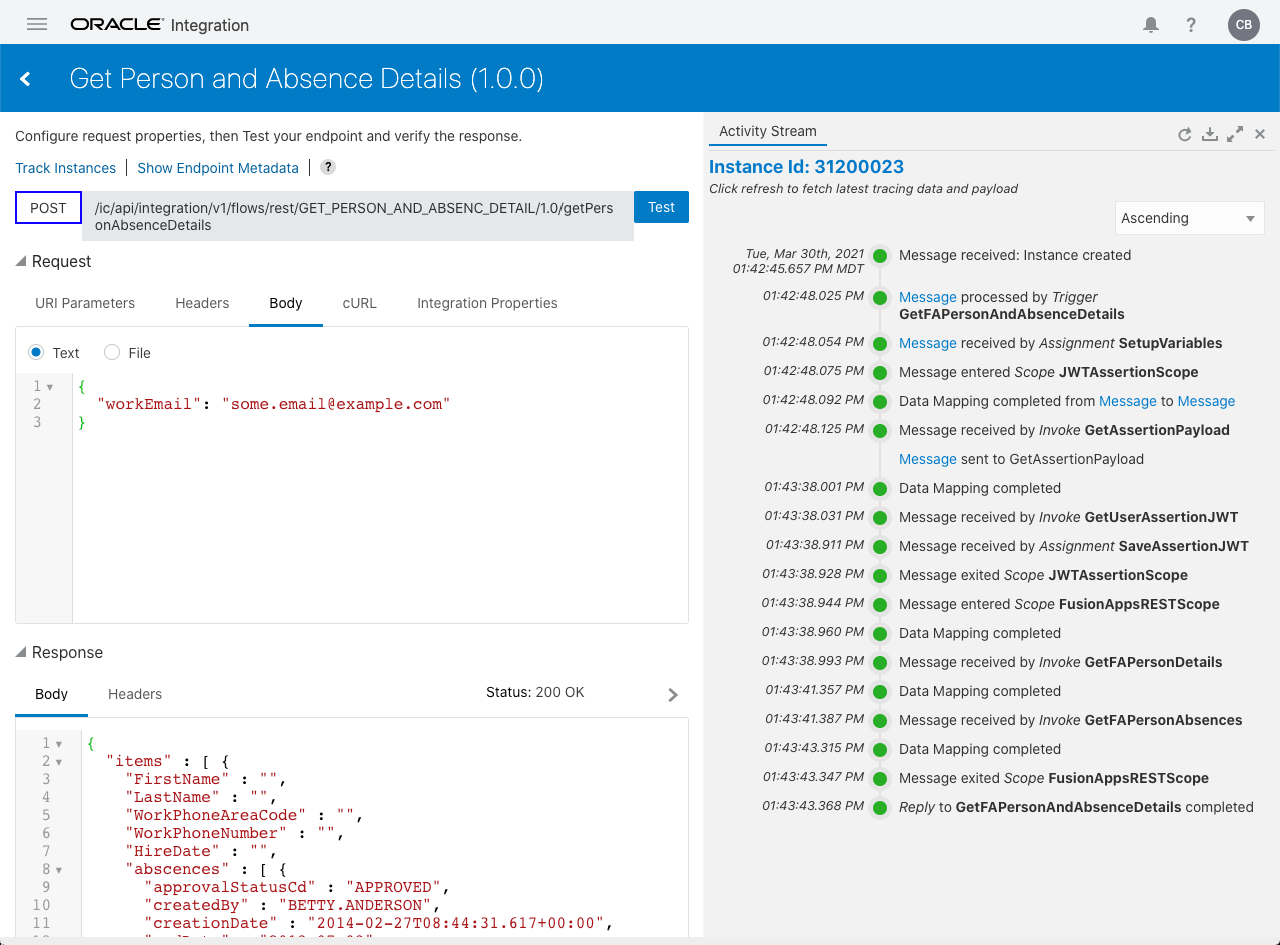 ORACLE Integration
? CB
Get Person and Absence Details (1.0.0)
Configure request properties, then Test your endpoint and verify the response.
Track Instances | Show Endpoint Metadata | ?
POST /ic/api/integration/v1/flows/rest/GET_PERSON_AND_ABSENC_DETAIL/1.0/getPers
onAbsenceDetails
Test
Request
URI Parameters Headers Body cURL Integration Properties
Text File
1 {
2 "workEmail": "some.email@example.com"
3 }
Response
Body Headers Status: 200 OK
1 {
2 "items" : [ {
3 "FirstName" : "",
4 "LastName" : "",
5 "WorkPhoneAreaCode" : "",
6 "WorkPhoneNumber" : "",
7 "HireDate" : "",
8 "abscences" : [ {
9 "approvalStatusCd" : "APPROVED",
10 "createdBy" : "BETTY.ANDERSON",
11 "creationDate" : "2014-02-27T08:44:31.617+00:00",
Activity Stream
Instance Id: 31200023
Click refresh to fetch latest tracing data and payload
Ascending
Tue, Mar 30th, 2021
01:42:45.657 PM MDT Message received: Instance created
01:42:48.025 PM Message processed by Trigger
GetFAPersonAndAbsenceDetails
01:42:48.054 PM Message received by Assignment SetupVariables
01:42:48.075 PM Message entered Scope JWTAssertionScope
01:42:48.092 PM Data Mapping completed from Message to Message
01:42:48.125 PM Message received by Invoke GetAssertionPayload
Message sent to GetAssertionPayload
01:43:38.001 PM Data Mapping completed
01:43:38.031 PM Message received by Invoke GetUserAssertionJWT
01:43:38.911 PM Message received by Assignment SaveAssertionJWT
01:43:38.928 PM Message exited Scope JWTAssertionScope
01:43:38.944 PM Message entered Scope FusionAppsRESTScope
01:43:38.960 PM Data Mapping completed
01:43:38.993 PM Message received by Invoke GetFAPersonDetails
01:43:41.357 PM Data Mapping completed
01:43:41.387 PM Message received by Invoke GetFAPersonAbsences
01:43:43.315 PM Data Mapping completed
01:43:43.347 PM Message exited Scope FusionAppsRESTScope
01:43:43.368 PM Reply to GetFAPersonAndAbsenceDetails completed